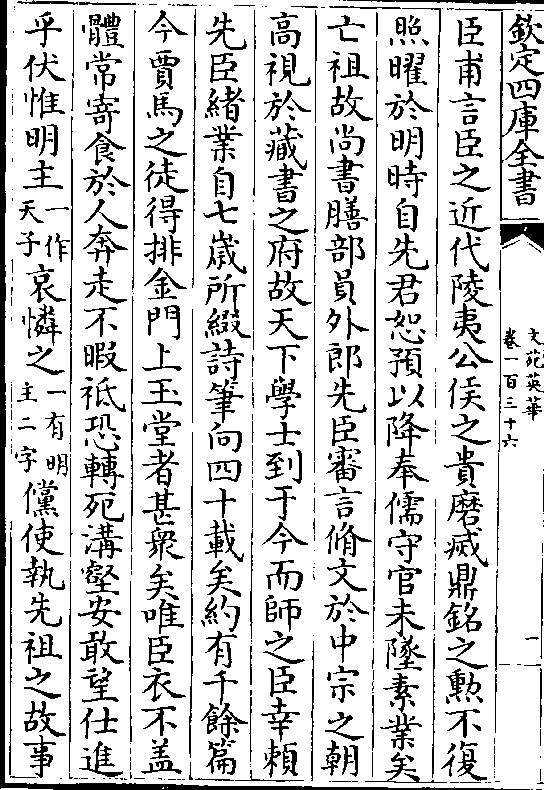 欽定四庫全書
文苑英華
卷一百三十六
一
臣甫言臣之近代陵夷公侯之貴磨滅鼎銘之勲不復
照曜於明時自先君恕預以降奉儒守官未墜素業矣
亡祖故尚書膳部員外郎先臣審言脩文於中宗之朝
高視於藏書之府故天下學士到于今而師之臣幸頼
先臣緒業自七歲所綴詩筆向四十載矣約有千餘篇
今賈馬之徒得排金門上玉堂者甚衆矣唯臣衣不盖
體常寄食於人奔走不暇祗恐轉死溝壑安敢望仕進
乎伏惟明主一作天子哀憐之一有明主二字儻使執先祖之故事